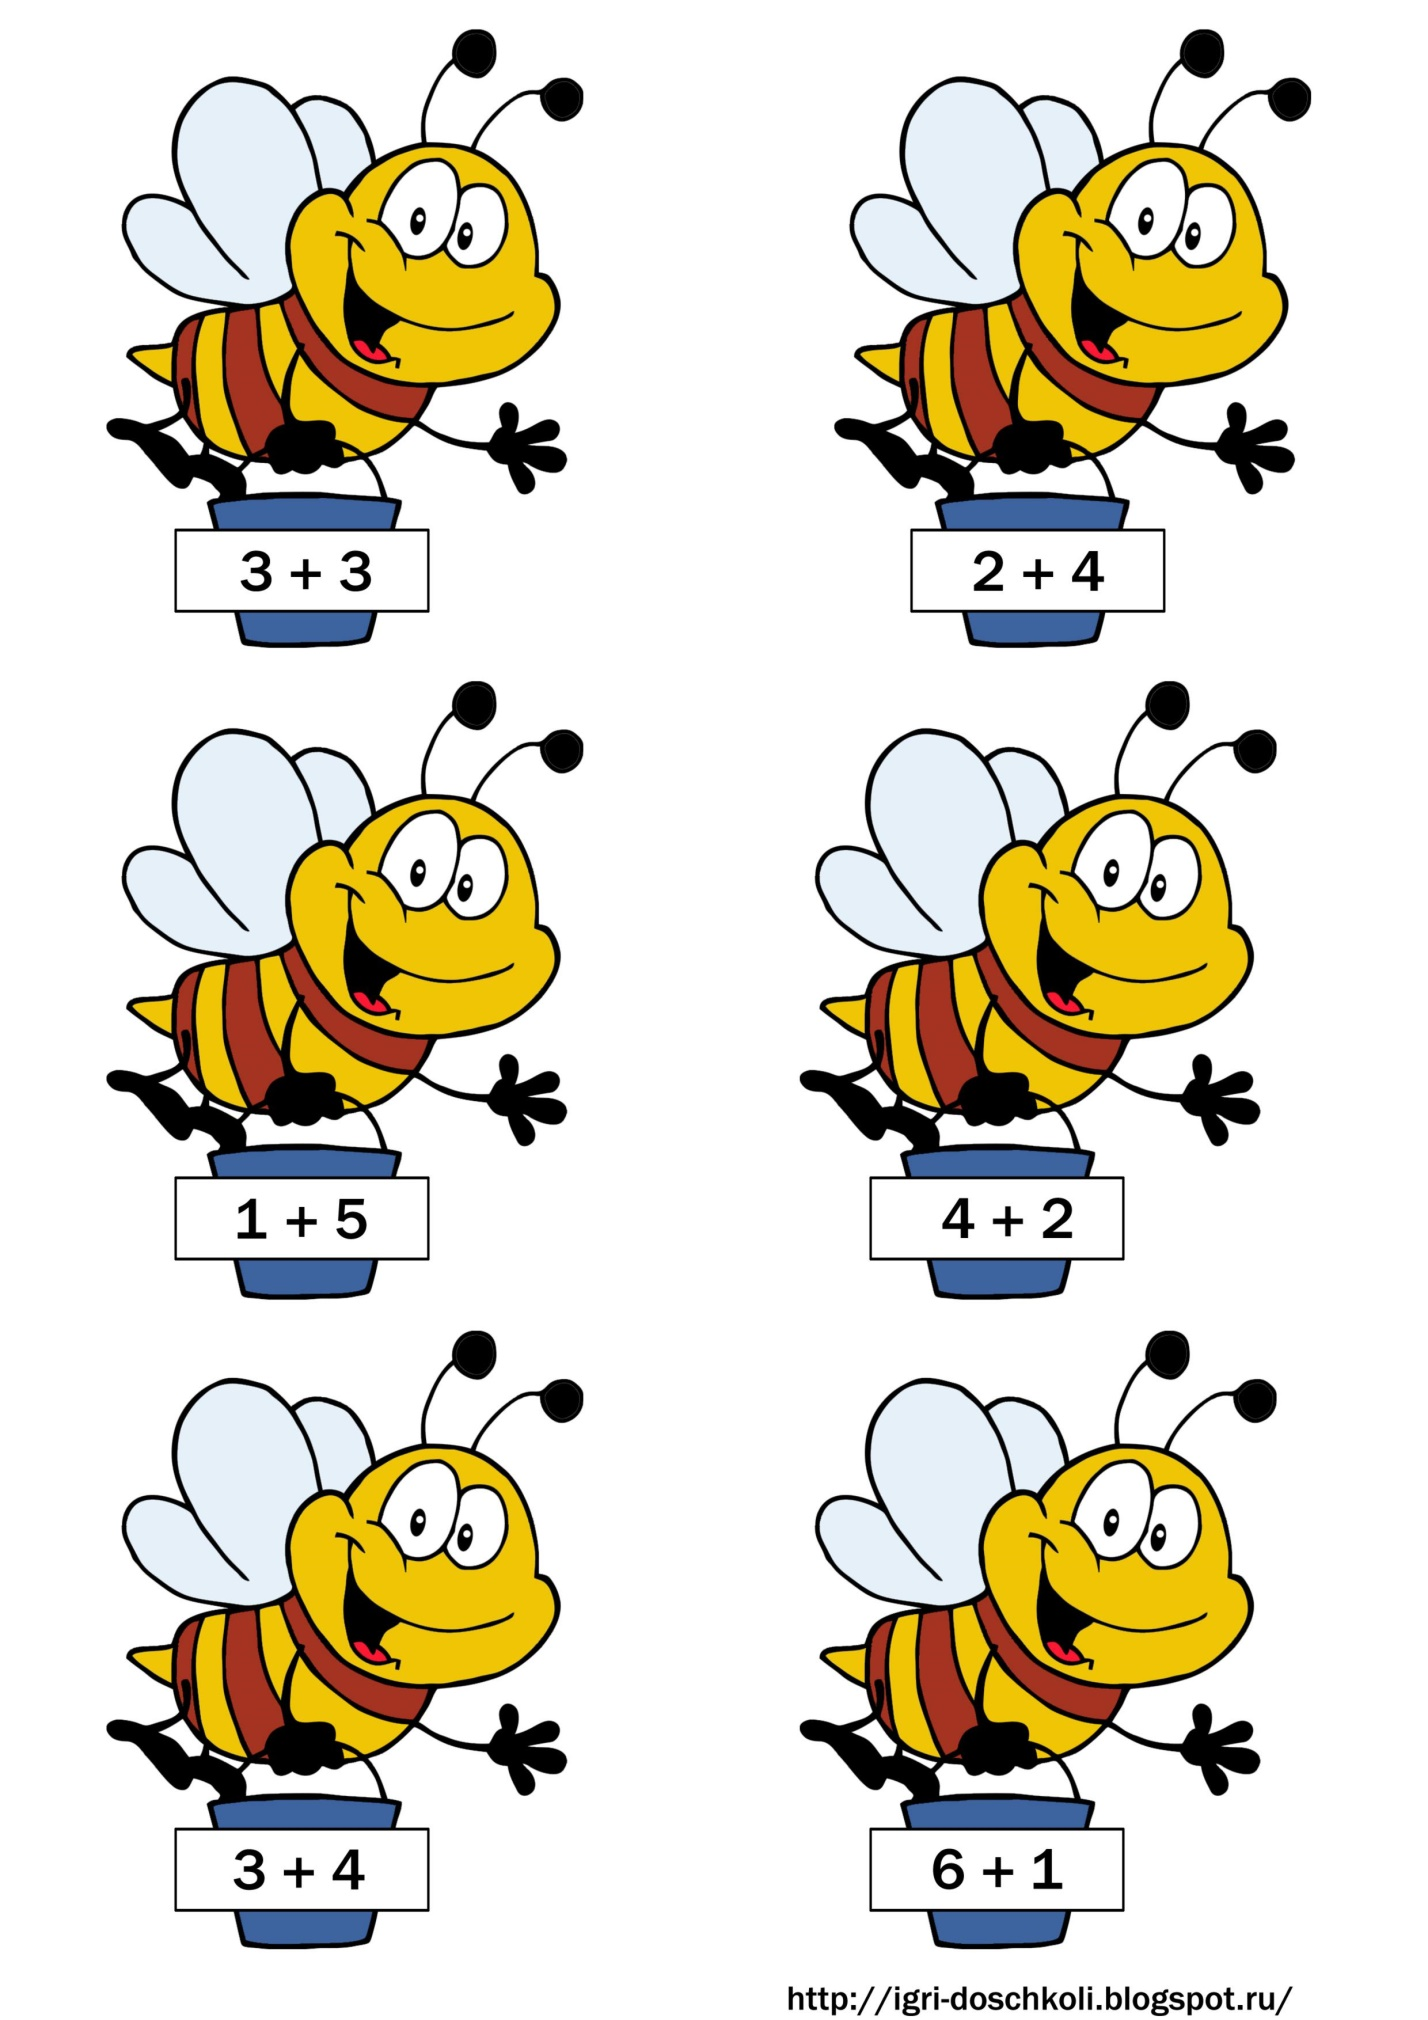 3 + 3
2 + 4
1 + 5
4 + 2
3 + 4
6 + 1
http://igri-doschkoli.blogspot.ru/